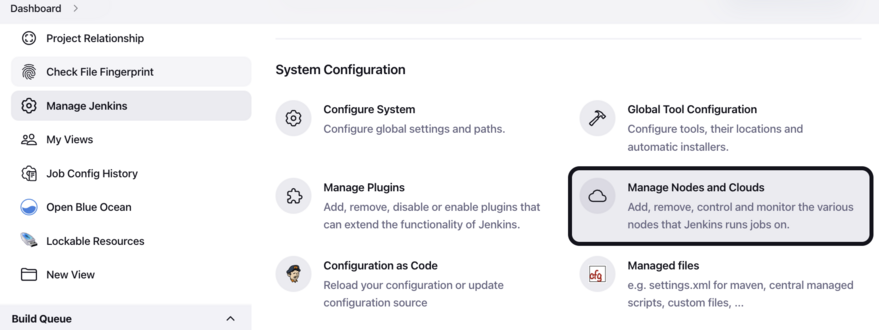 Dashboard
Project Relationship
Check File Fingerprint
Manage Jenkins
My Views
Job Config History
Open Blue Ocean
Lockable Resources
New View
Build Queue
System Configuration
Configure System
Configure global settings and paths.
Global Tool Configuration
Configure tools, their locations and
automatic installers.
Manage Plugins
Add, remove, disable or enable plugins that
can extend the functionality of Jenkins.
Manage Nodes and Clouds
Add, remove, control and monitor the various
nodes that Jenkins runs jobs on.
Configuration as Code
Reload your configuration or update
configuration source
cfg
Managed files
e.g. settings.xml for maven, central managed
scripts, custom files, ...